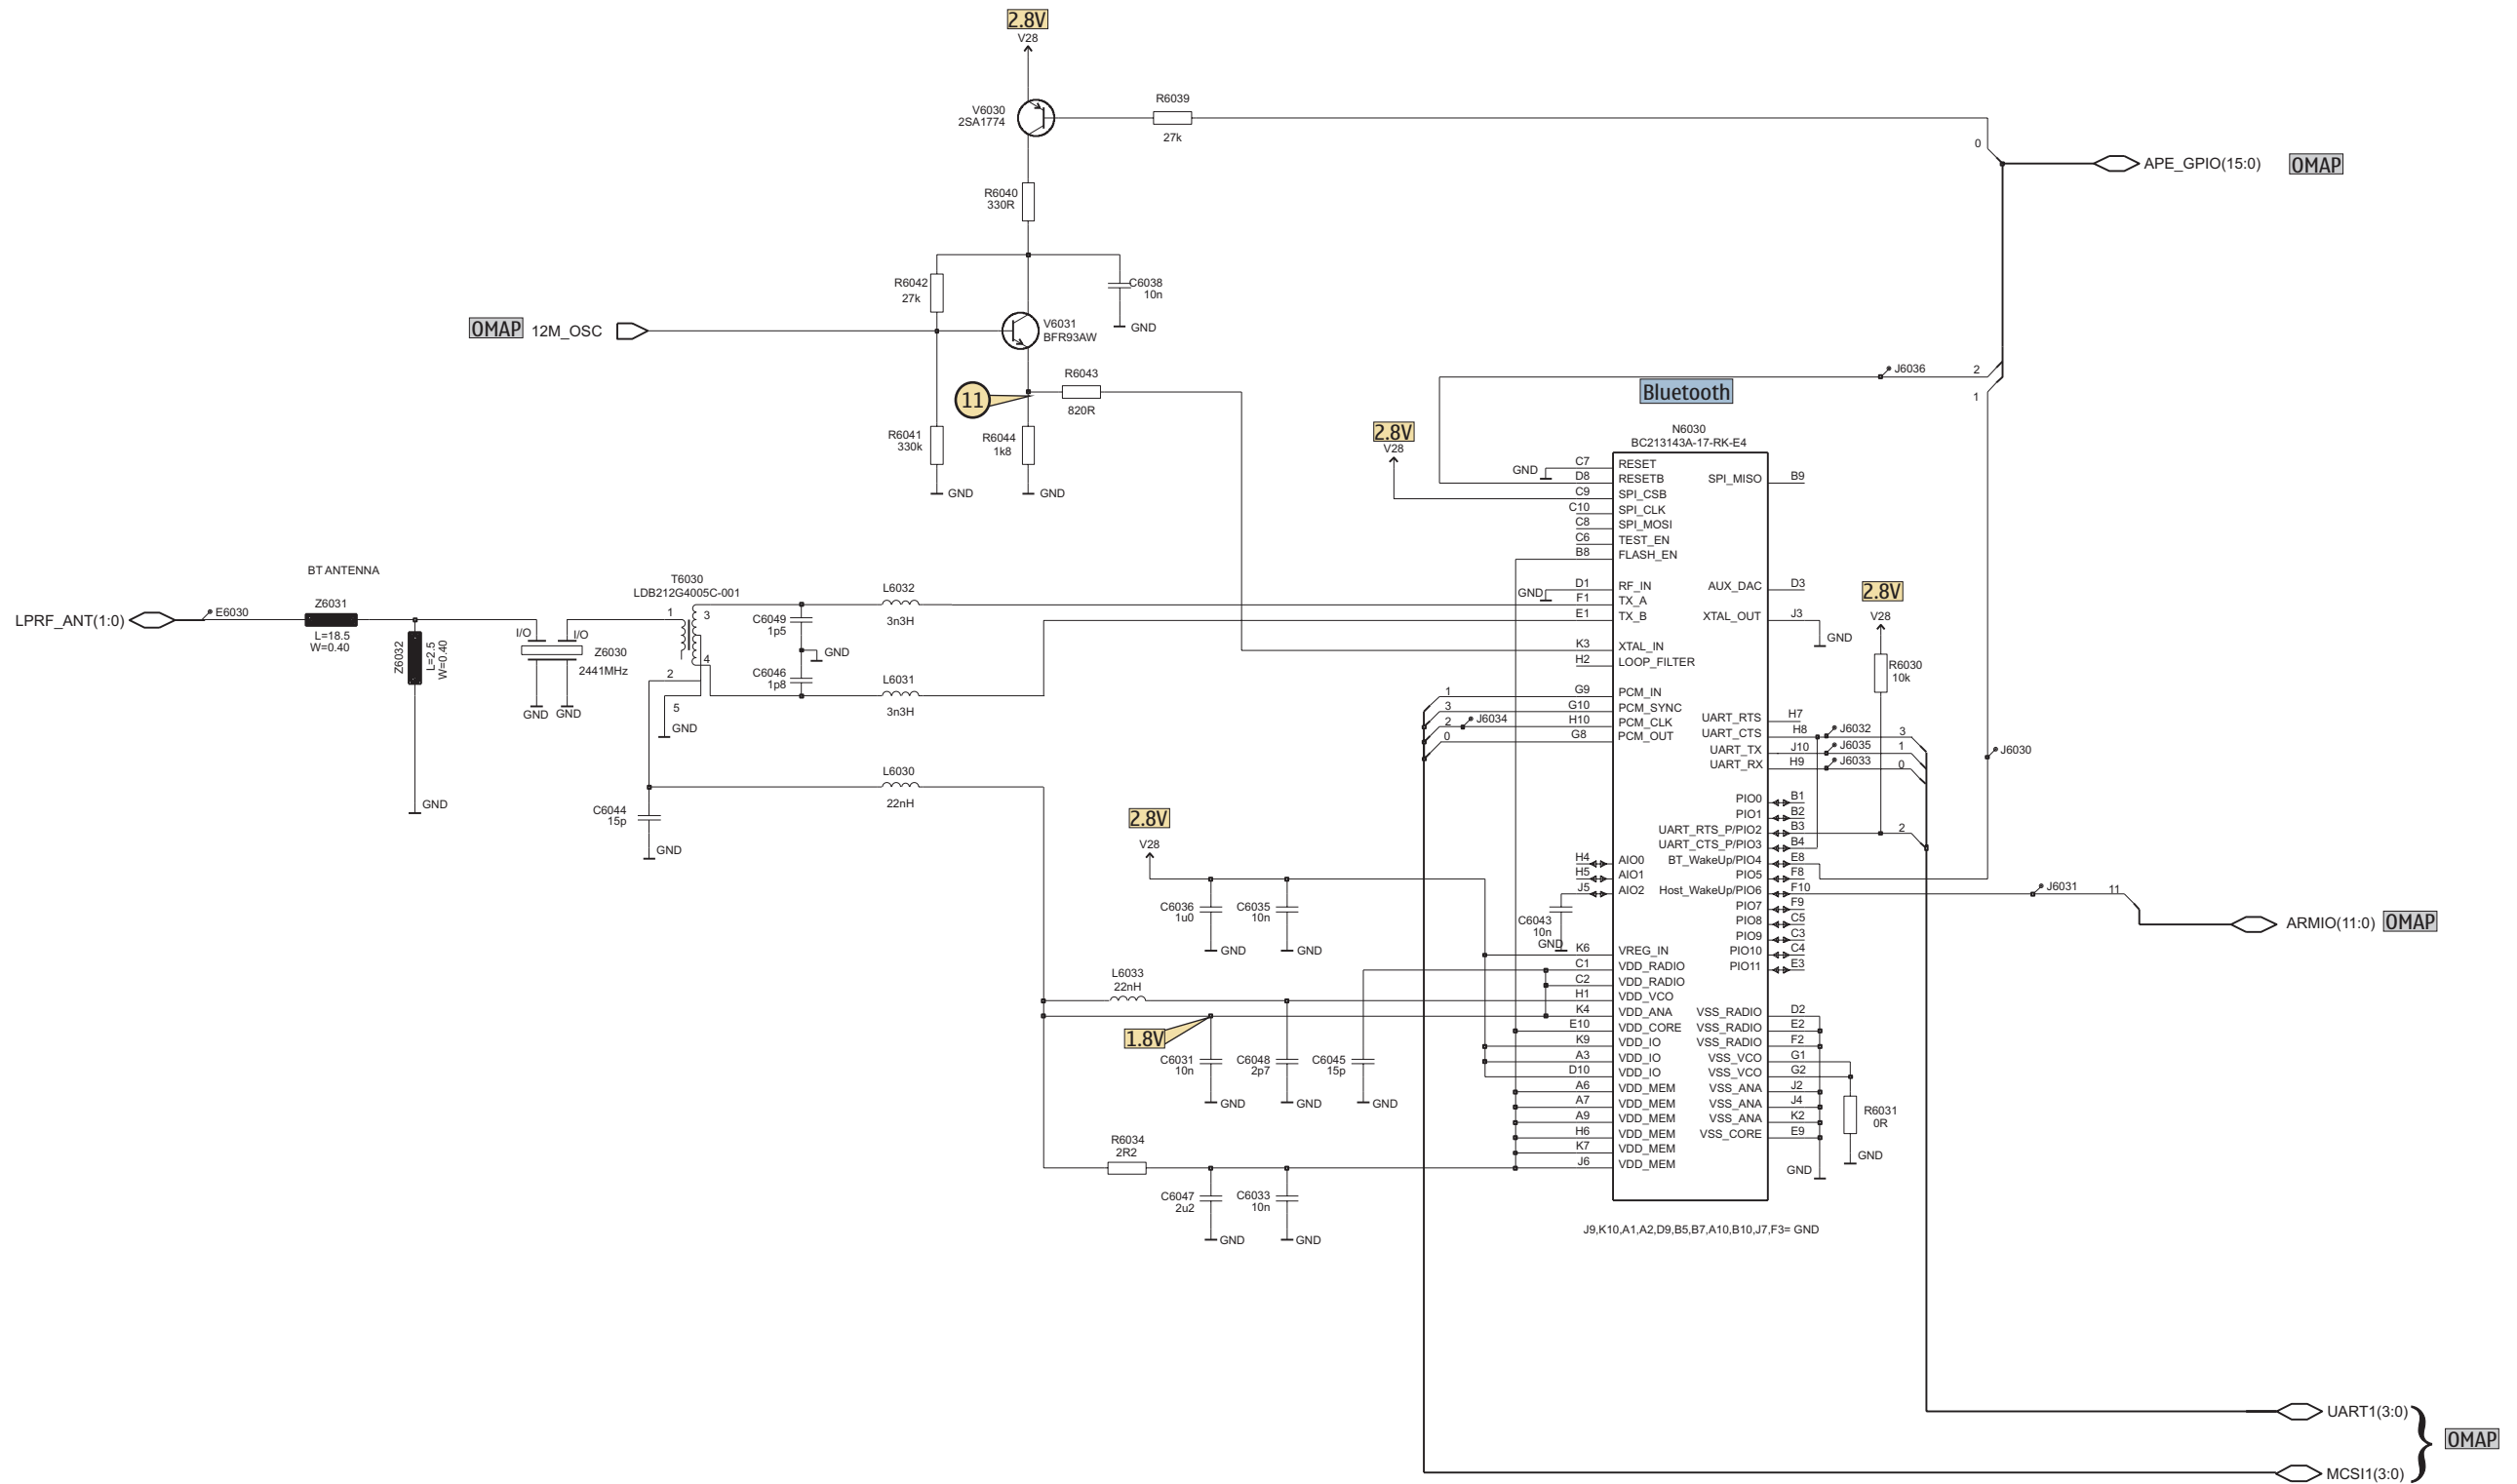 2.8V
V28
V6030
2SA1774
R6039
27k
0
APE_GPIO(15:0)
OMAP
R6040
330R
R6042
27k
C6038
10n
GND
OMAP
12M_OSC
V6031
BFR93AW
11
R6043
820R
R6041
330k
R6044
1k8
GND
GND
J6036
2
1
Bluetooth
2.8V
V28
N6030
BC213143A-17-RK-E4
GND
C7
RESET
D8
RESETB
SPI_MISO
B9
C9
SPI_CSB
C10
SPI_CLK
C8
SPI_MOSI
C6
TEST_EN
B8
FLASH_EN
GND
D1
RF_IN
AUX_DAC
D3
F1
TX_A
E1
TX_B
XTAL_OUT
J3
GND
K3
XTAL_IN
H2
LOOP_FILTER
2.8V
V28
R6030
10k
BT ANTENNA
LPRF_ANT(1:0)
E6030
Z6031
L=18.5
W=0.40
Z6032
L=2.5
W=0.40
GND
I/O
I/O
Z6030
2441MHz
GND
GND
T6030
LDB212G4005C-001
1
3
4
2
5
GND
C6049
1p5
GND
C6046
1p8
L6032
3n3H
L6031
3n3H
L6030
22nH
C6044
15p
GND
1
G9
PCM_IN
3
G10
PCM_SYNC
2
J6034
H10
PCM_CLK
0
G8
PCM_OUT
UART_RTS
H7
UART_CTS
H8
J6032
3
UART_TX
J10
J6035
1
UART_RX
H9
J6033
0
J6030
PIO0
B1
PIO1
B2
UART_RTS_P/PIO2
B3
2
UART_CTS_P/PIO3
B4
H4
AIO0
BT_WakeUp/PIO4
E8
H5
AIO1
PIO5
F8
J5
AIO2
Host_WakeUp/PIO6
F10
J6031
11
PIO7
F9
PIO8
C5
PIO9
C3
PIO10
C4
PIO11
E3
ARMIO(11:0)
OMAP
2.8V
V28
C6036
1u0
GND
C6035
10n
GND
C6043
10n
GND
K6
VREG_IN
C1
VDD_RADIO
C2
VDD_RADIO
H1
VDD_VCO
K4
VDD_ANA
VSS_RADIO
D2
E10
VDD_CORE
VSS_RADIO
E2
K9
VDD_IO
VSS_RADIO
F2
A3
VDD_IO
VSS_VCO
G1
D10
VDD_IO
VSS_VCO
G2
A6
VDD_MEM
VSS_ANA
J2
A7
VDD_MEM
VSS_ANA
J4
A9
VDD_MEM
VSS_ANA
K2
H6
VDD_MEM
VSS_CORE
E9
K7
VDD_MEM
J6
VDD_MEM
GND
R6031
0R
GND
L6033
22nH
1.8V
C6031
10n
GND
C6048
2p7
GND
C6045
15p
GND
R6034
2R2
C6047
2u2
GND
C6033
10n
GND
J9,K10,A1,A2,D9,B5,B7,A10,B10,J7,F3= GND
UART1(3:0)
OMAP
MCSI1(3:0)